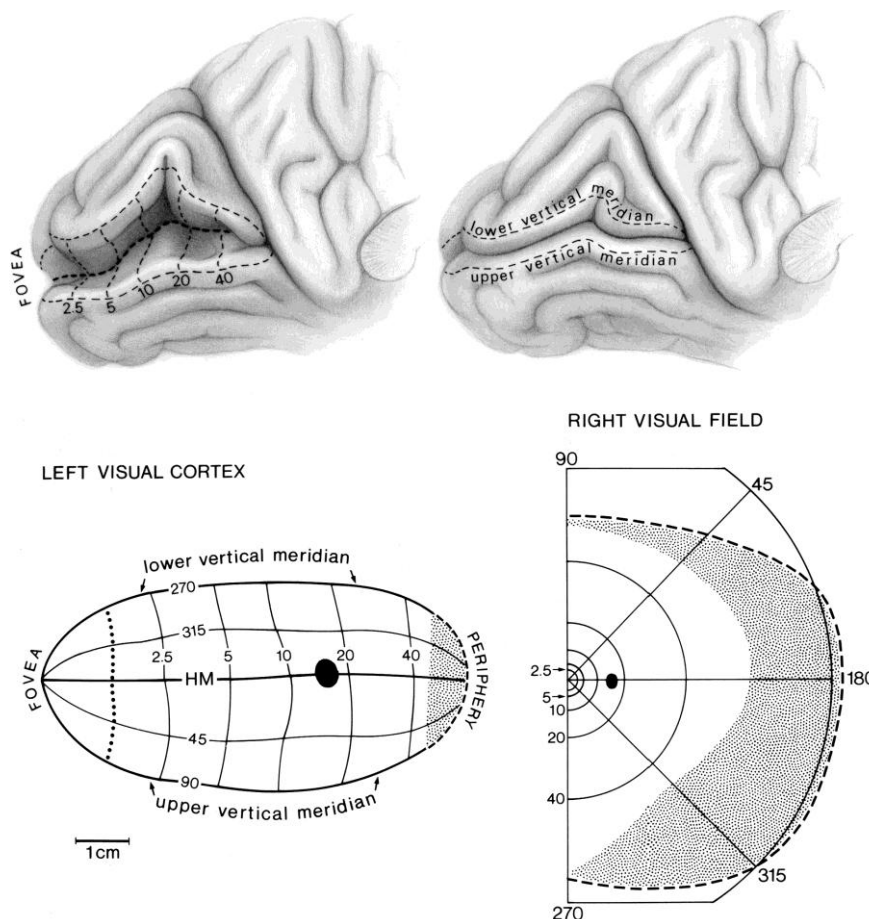 FOVEA
2.5
5
10
20
40
lower vertical meridian
upper vertical meridian
LEFT VISUAL CORTEX
lower vertical meridian
270
315
2.5
5
10
20
40
FOVEA
HM
PERIPHERY
45
90
upper vertical meridian
1cm
RIGHT VISUAL FIELD
90
45
2.5
5
10
20
40
180
315
270